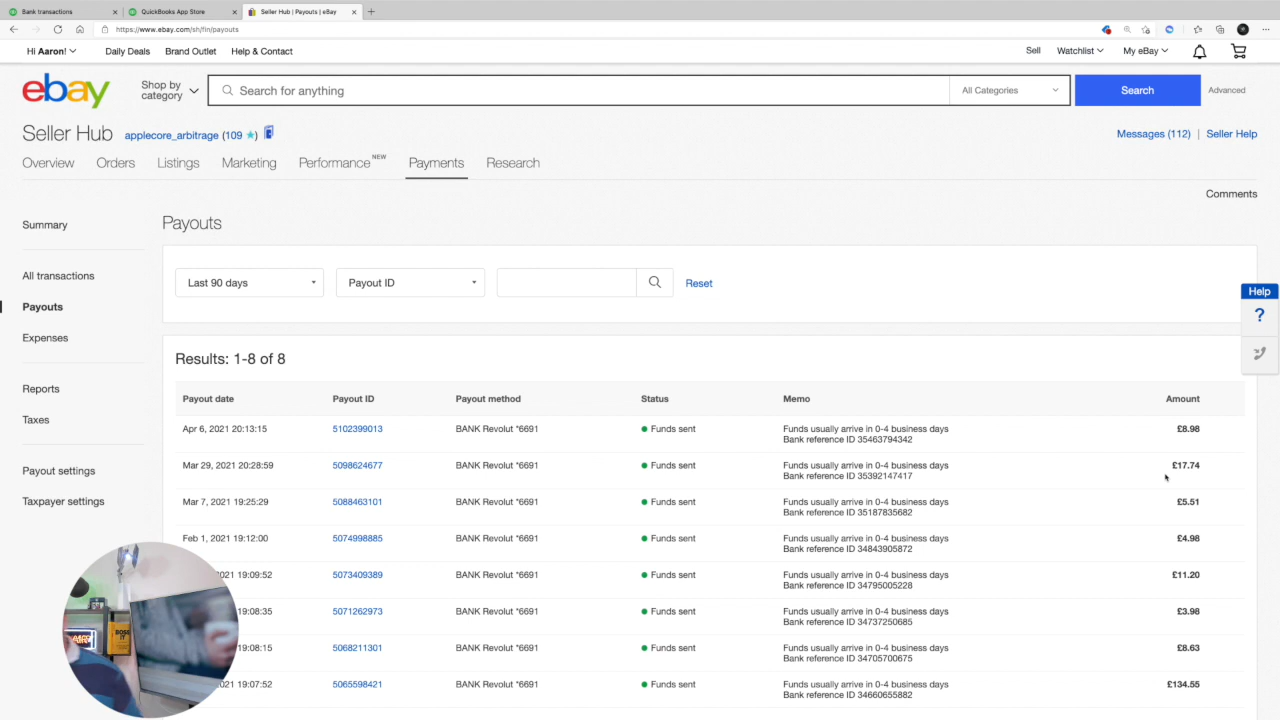 Bank transactions
QuickBooks App Store
Seller Hub | Payouts | eBay
https://www.ebay.com/sh/fin/payouts
Hi Aaron!
Daily Deals
Brand Outlet
Help & Contact
Sell
Watchlist
My eBay
ebay
Shop by
category
Search for anything
All Categories
Search
Advanced
Seller Hub
applecore_arbitrage (109 ★)
Messages (112) | Seller Help
Overview
Orders
Listings
Marketing
Performance NEW
Payments
Research
Comments
Summary
All transactions
Payouts
Expenses
Reports
Taxes
Payout settings
Taxpayer settings
Payouts
Last 90 days
Payout ID
Reset
Help
?
Results: 1-8 of 8
Payout date Payout ID Payout method Status Memo Amount
Apr 6, 2021 20:13:15 5102399013 BANK Revolut *6691 Funds sent Funds usually arrive in 0-4 business days £8.98
Bank reference ID 35463794342
Mar 29, 2021 20:28:59 5098624677 BANK Revolut *6691 Funds sent Funds usually arrive in 0-4 business days £17.74
Bank reference ID 35392147417
Mar 7, 2021 19:25:29 5088463101 BANK Revolut *6691 Funds sent Funds usually arrive in 0-4 business days £5.51
Bank reference ID 35187835682
Feb 1, 2021 19:12:00 5074998885 BANK Revolut *6691 Funds sent Funds usually arrive in 0-4 business days £4.98
Bank reference ID 34843905872
2021 19:09:52 5073409389 BANK Revolut *6691 Funds sent Funds usually arrive in 0-4 business days £11.20
Bank reference ID 34795005228
19:08:35 5071262973 BANK Revolut *6691 Funds sent Funds usually arrive in 0-4 business days £3.98
Bank reference ID 34737250685
19:08:15 5068211301 BANK Revolut *6691 Funds sent Funds usually arrive in 0-4 business days £8.63
Bank reference ID 34705700675
2021 19:07:52 5065598421 BANK Revolut *6691 Funds sent Funds usually arrive in 0-4 business days £134.55
Bank reference ID 34660655882
BOSS
IT